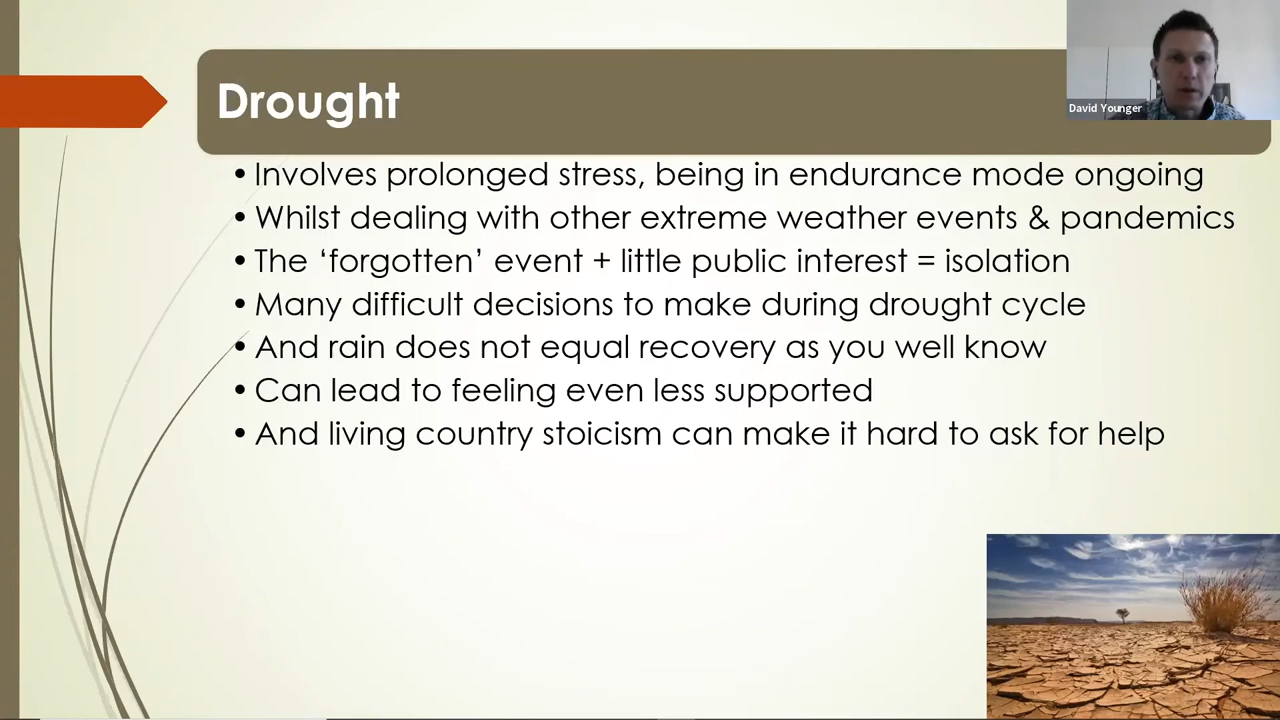 Drought
David Younger
• Involves prolonged stress, being in endurance mode ongoing
• Whilst dealing with other extreme weather events & pandemics
• The ‘forgotten’ event + little public interest = isolation
• Many difficult decisions to make during drought cycle
• And rain does not equal recovery as you well know
• Can lead to feeling even less supported
• And living country stoicism can make it hard to ask for help